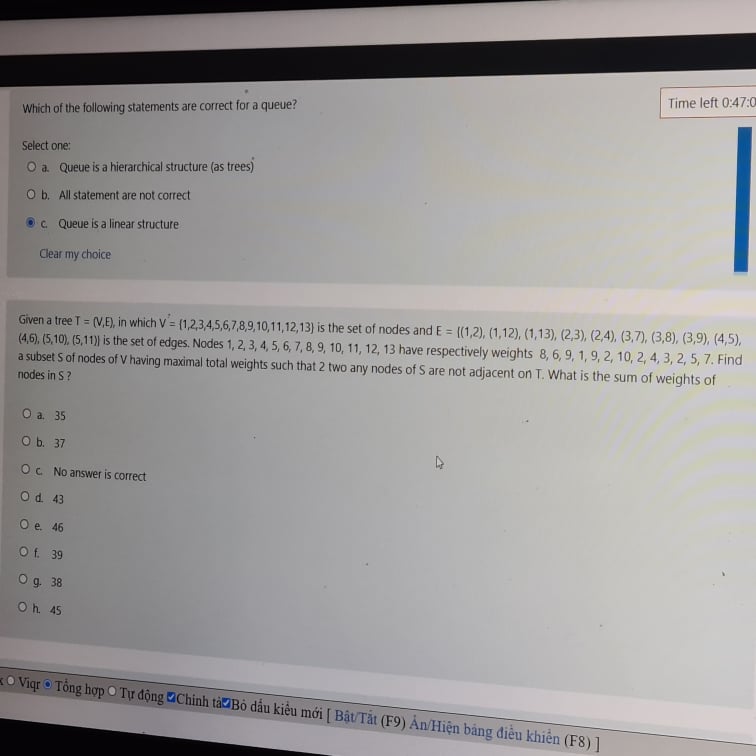 Which of the following statements are correct for a queue?
Time left 0:47:0
Select one:
a. Queue is a hierarchical structure (as trees)
b. All statement are not correct
c. Queue is a linear structure
Clear my choice
Given a tree T = (V,E), in which V = {1,2,3,4,5,6,7,8,9,10,11,12,13} is the set of nodes and E = {(1,2), (1,12), (1,13), (2,3), (2,4), (3,7), (3,8), (3,9), (4,5),
(4,6), (5,10), (5,11)} is the set of edges. Nodes 1, 2, 3, 4, 5, 6, 7, 8, 9, 10, 11, 12, 13 have respectively weights 8, 6, 9, 1, 9, 2, 10, 2, 4, 3, 2, 5, 7. Find
a subset S of nodes of V having maximal total weights such that 2 two any nodes of S are not adjacent on T. What is the sum of weights of
nodes in S ?
a. 35
b. 37
c. No answer is correct
d. 43
e. 46
f. 39
g. 38
h. 45
Viqr Tổng hợp Tự động Chính tả Bỏ dấu kiểu mới [ Bật/Tắt (F9) Ẩn/Hiện bảng điều khiển (F8) ]